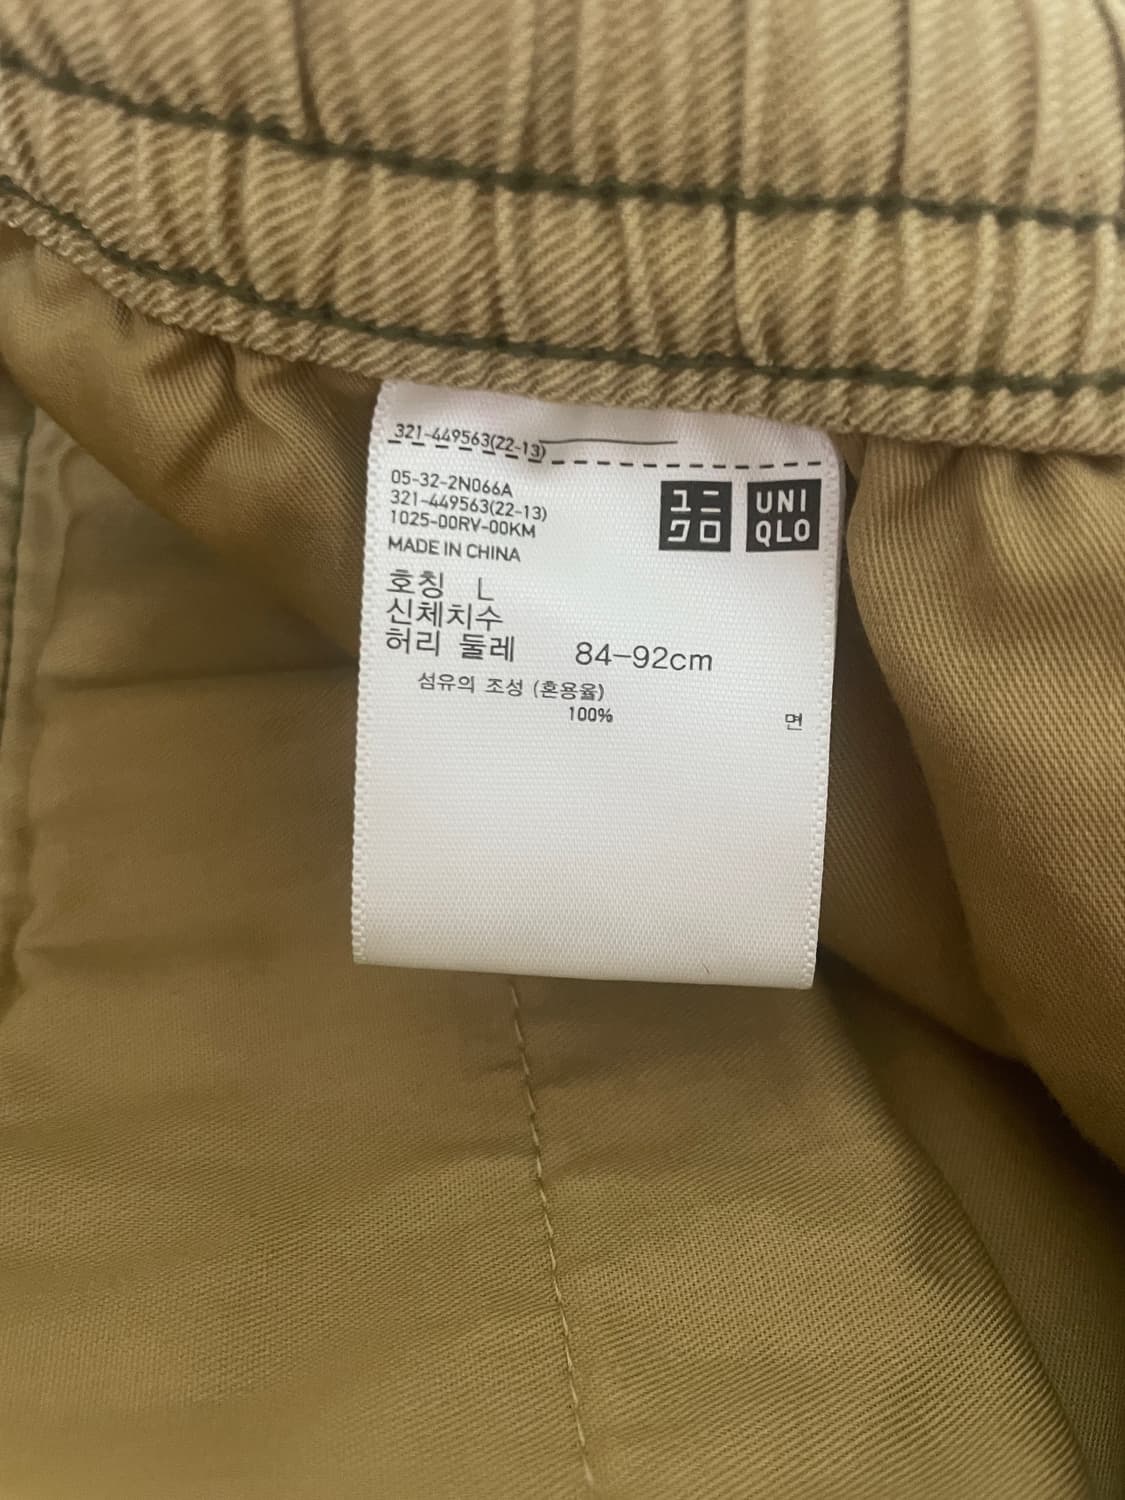 321-449563(22-13)
05-32-2N066A
321-449563(22-13)
1025-00RV-00KM
MADE IN CHINA
ユニ
クロ
UNI
QLO
호칭 L
신체치수
허리 둘레 84-92cm
섬유의 조성 (혼용율)
100% 면